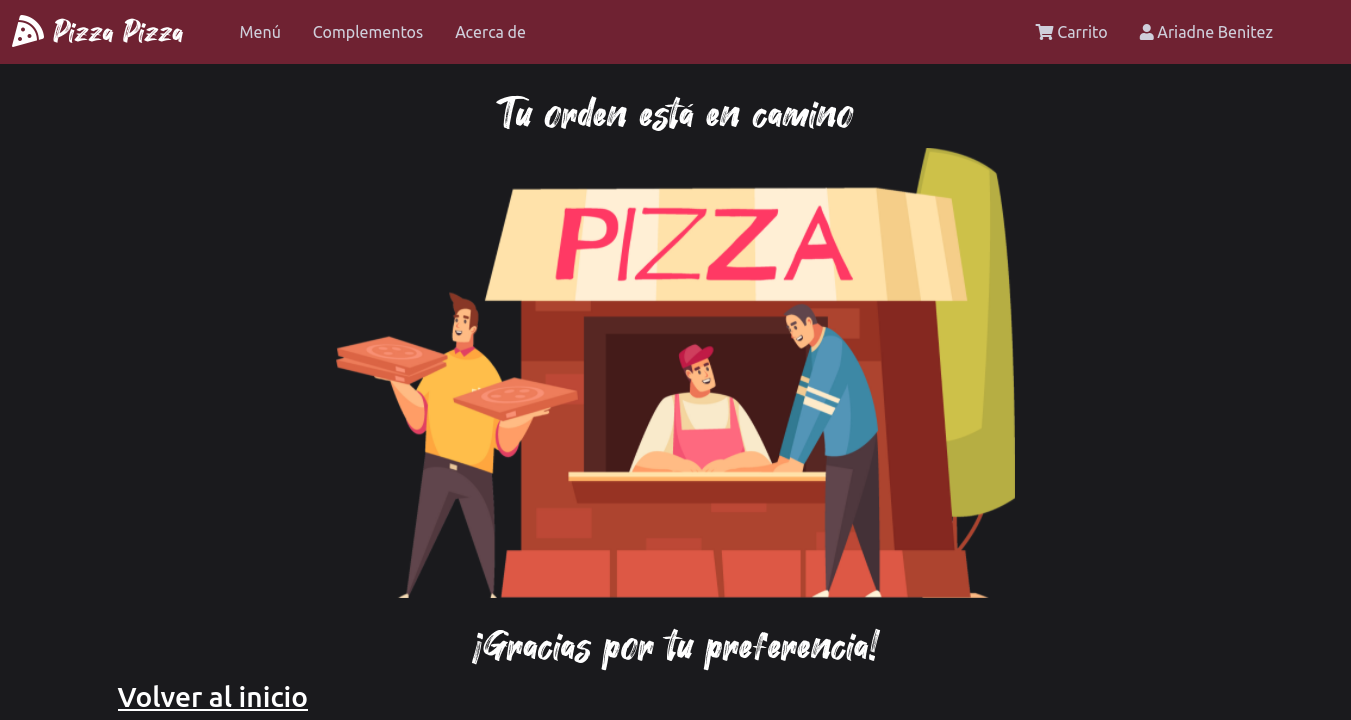 Pizza Pizza Menú Complementos Acerca de Carrito Ariadne Benitez
Tu orden está en camino
PIZZA
¡Gracias por tu preferencia!
Volver al inicio